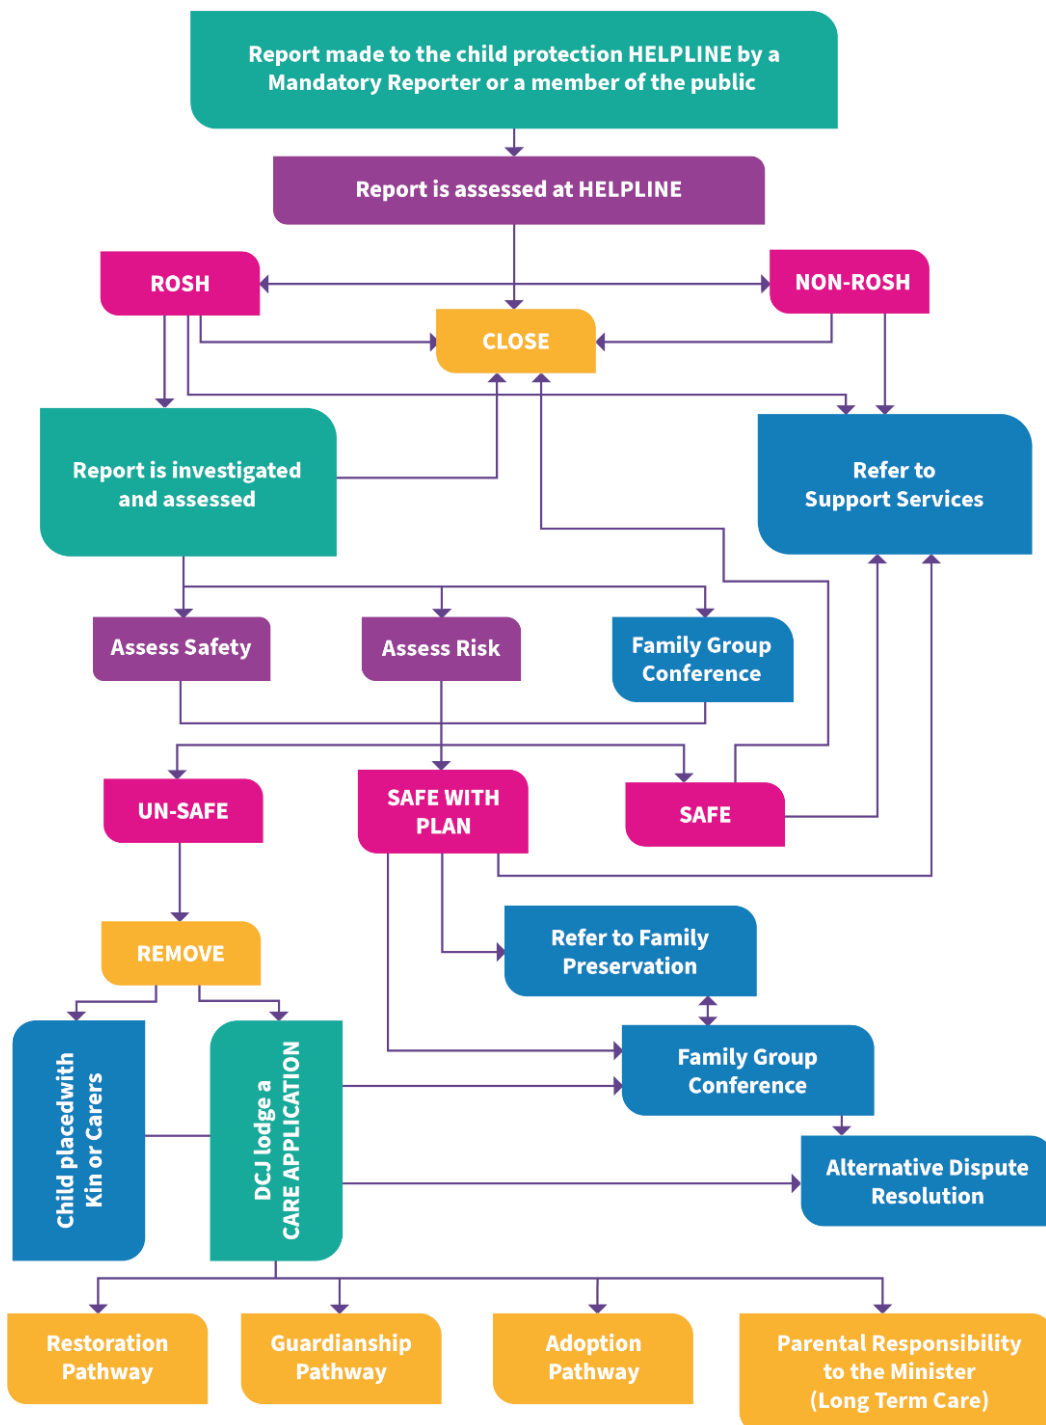 Report made to the child protection HELPLINE by a
Mandatory Reporter or a member of the public
Report is assessed at HELPLINE
ROSH
NON-ROSH
CLOSE
Report is investigated
and assessed
Refer to
Support Services
Assess Safety
Assess Risk
Family Group
Conference
UN-SAFE
SAFE WITH
PLAN
SAFE
REMOVE
Refer to Family
Preservation
Child placedwith
Kin or Carers
DCJ lodge a
CARE APPLICATION
Family Group
Conference
Alternative Dispute
Resolution
Restoration
Pathway
Guardianship
Pathway
Adoption
Pathway
Parental Responsibility
to the Minister
(Long Term Care)